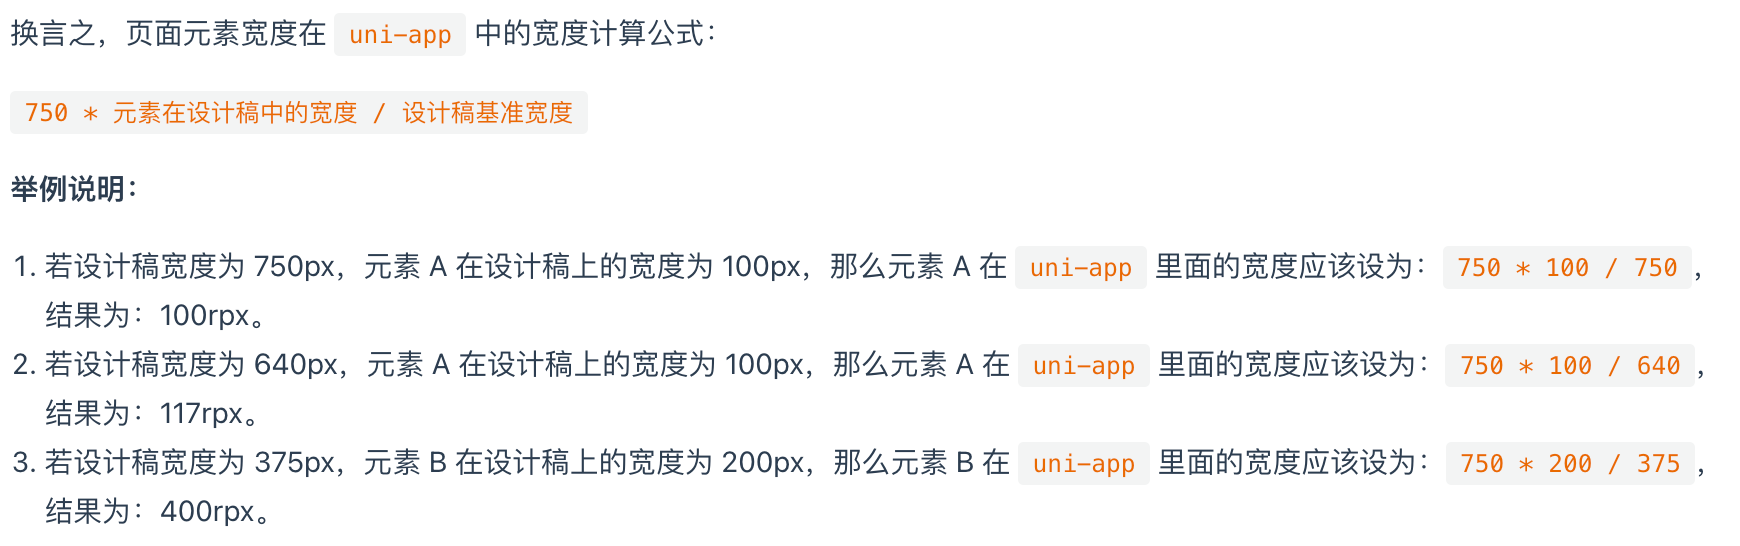 换言之，页面元素宽度在 uni-app 中的宽度计算公式：
750 * 元素在设计稿中的宽度 / 设计稿基准宽度
举例说明：
1. 若设计稿宽度为 750px，元素 A 在设计稿上的宽度为 100px，那么元素 A 在 uni-app 里面的宽度应该设为： 750 * 100 / 750 ，
结果为：100rpx。
2. 若设计稿宽度为 640px，元素 A 在设计稿上的宽度为 100px，那么元素 A 在 uni-app 里面的宽度应该设为： 750 * 100 / 640 ，
结果为：117rpx。
3. 若设计稿宽度为 375px，元素 B 在设计稿上的宽度为 200px，那么元素 B 在 uni-app 里面的宽度应该设为： 750 * 200 / 375 ，
结果为：400rpx。